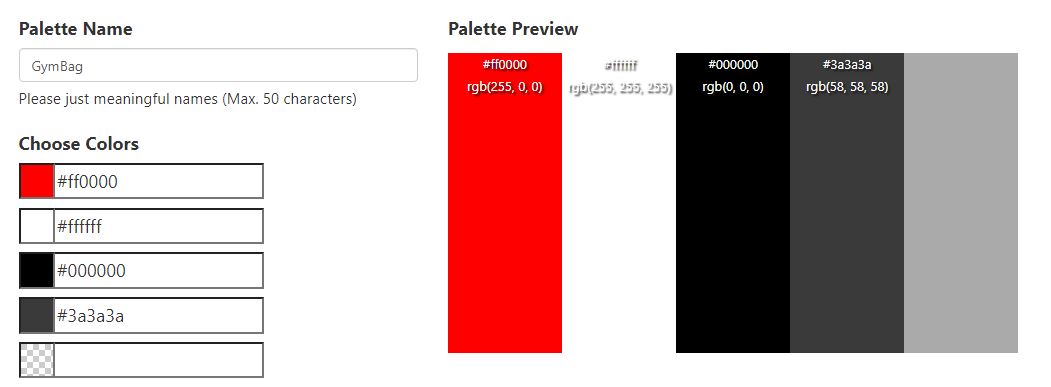 Palette Name
GymBag
Please just meaningful names (Max. 50 characters)
Choose Colors
#ff0000
#ffffff
#000000
#3a3a3a
Palette Preview
#ff0000
rgb(255, 0, 0)
#ffffff
rgb(255, 255, 255)
#000000
rgb(0, 0, 0)
#3a3a3a
rgb(58, 58, 58)